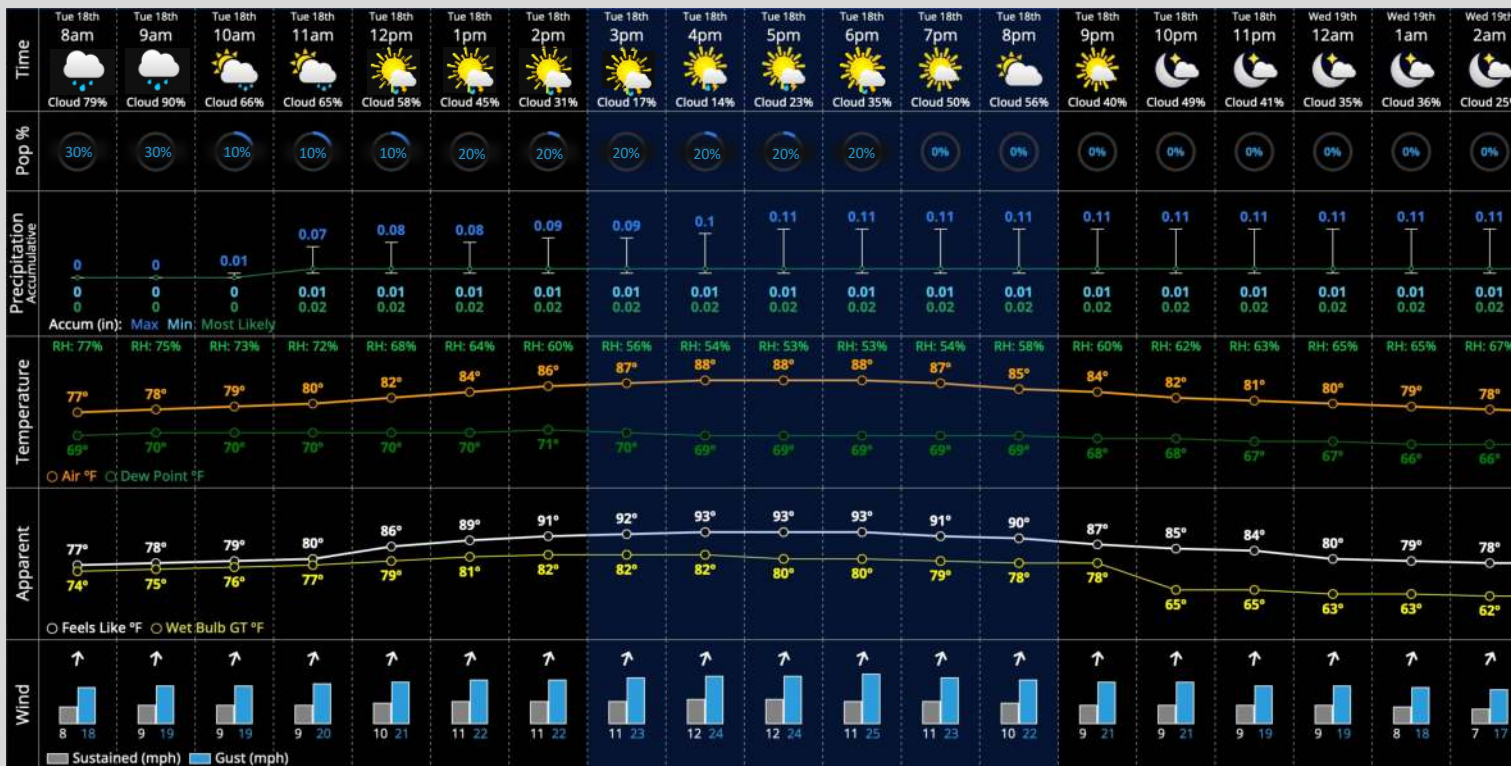 Time
Tue 18th Tue 18th Tue 18th Tue 18th Tue 18th Tue 18th Tue 18th Tue 18th Tue 18th Tue 18th Tue 18th Tue 18th Tue 18th Tue 18th Tue 18th Tue 18th Wed 19th Wed 19th Wed 19th
8am 9am 10am 11am 12pm 1pm 2pm 3pm 4pm 5pm 6pm 7pm 8pm 9pm 10pm 11pm 12am 1am 2am
Cloud 79% Cloud 90% Cloud 66% Cloud 65% Cloud 58% Cloud 45% Cloud 31% Cloud 17% Cloud 14% Cloud 23% Cloud 35% Cloud 50% Cloud 56% Cloud 40% Cloud 49% Cloud 41% Cloud 35% Cloud 36% Cloud 25%
Pop %
30% 30% 10% 10% 10% 20% 20% 20% 20% 20% 20% 0% 0% 0% 0% 0% 0% 0% 0%
Precipitation
Accumulative
0 0 0.01 0.07 0.08 0.08 0.09 0.09 0.1 0.11 0.11 0.11 0.11 0.11 0.11 0.11 0.11 0.11 0.11
0 0 0 0.01 0.01 0.01 0.01 0.01 0.01 0.01 0.01 0.01 0.01 0.01 0.01 0.01 0.01 0.01 0.01
0 0 0 0.02 0.02 0.02 0.02 0.02 0.02 0.02 0.02 0.02 0.02 0.02 0.02 0.02 0.02 0.02 0.02
Accum (in): Max Min Most Likely
Temperature
RH: 77% RH: 75% RH: 73% RH: 72% RH: 68% RH: 64% RH: 60% RH: 56% RH: 54% RH: 53% RH: 53% RH: 54% RH: 58% RH: 60% RH: 62% RH: 63% RH: 65% RH: 65% RH: 67%
77° 78° 79° 80° 82° 84° 86° 87° 88° 88° 88° 87° 85° 84° 82° 81° 80° 79° 78°
69° 70° 70° 70° 70° 70° 71° 70° 69° 69° 69° 69° 69° 68° 68° 67° 67° 66° 66°
Air ºF Dew Point ºF
Apparent
77° 78° 79° 80° 86° 89° 91° 92° 93° 93° 93° 91° 90° 87° 85° 84° 80° 79° 78°
74° 75° 76° 77° 79° 81° 82° 82° 82° 80° 80° 79° 78° 78° 65° 65° 63° 63° 62°
Feels Like ºF Wet Bulb GT ºF
Wind
8 18 9 19 9 19 9 20 10 21 11 22 11 22 11 23 12 24 12 24 11 25 11 23 10 22 9 21 9 21 9 19 9 19 8 18 7 17
Sustained (mph) Gust (mph)